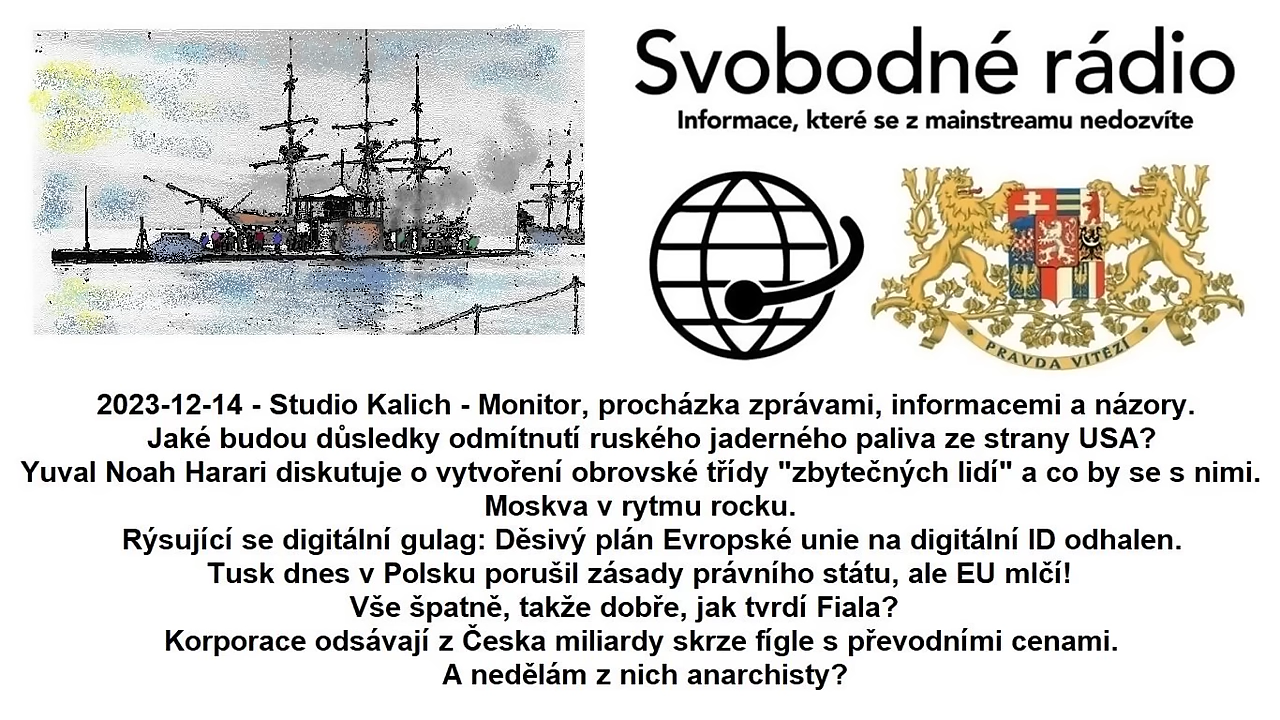 Svobodné rádio
Informace, které se z mainstreamu nedozvíte
PRAVDA VÍTĚZÍ
2023-12-14 - Studio Kalich - Monitor, procházka zprávami, informacemi a názory.
Jaké budou důsledky odmítnutí ruského jaderného paliva ze strany USA?
Yuval Noah Harari diskutuje o vytvoření obrovské třídy "zbytečných lidí" a co by se s nimi.
Moskva v rytmu rocku.
Rýsující se digitální gulag: Děsivý plán Evropské unie na digitální ID odhalen.
Tusk dnes v Polsku porušil zásady právního státu, ale EU mlčí!
Vše špatně, takže dobře, jak tvrdí Fiala?
Korporace odsávají z Česka miliardy skrze fígle s převodními cenami.
A nedělám z nich anarchisty?